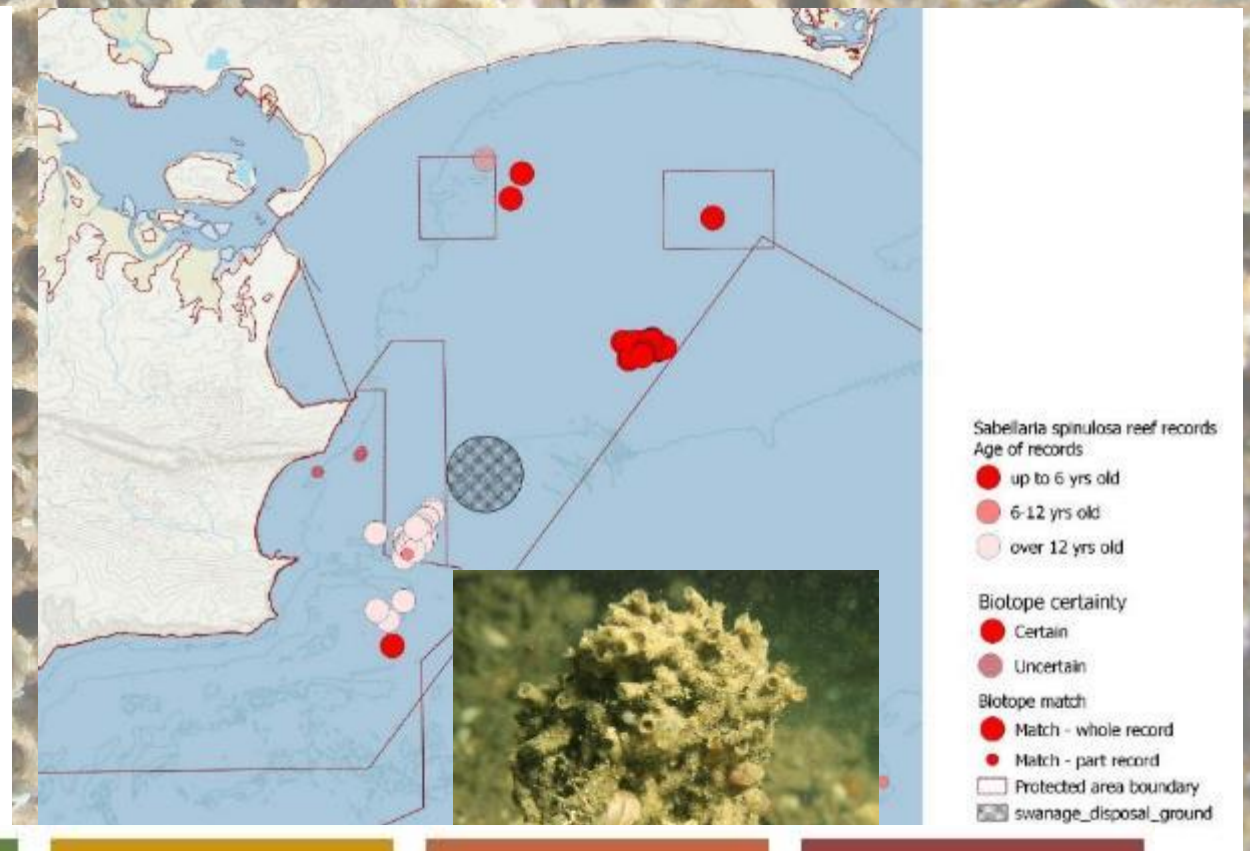 Sabellaria spinulosa reef records
Age of records
up to 6 yrs old
6-12 yrs old
over 12 yrs old
Biotope certainty
Certain
Uncertain
Biotope match
Match - whole record
Match - part record
Protected area boundary
swanage_disposal_ground